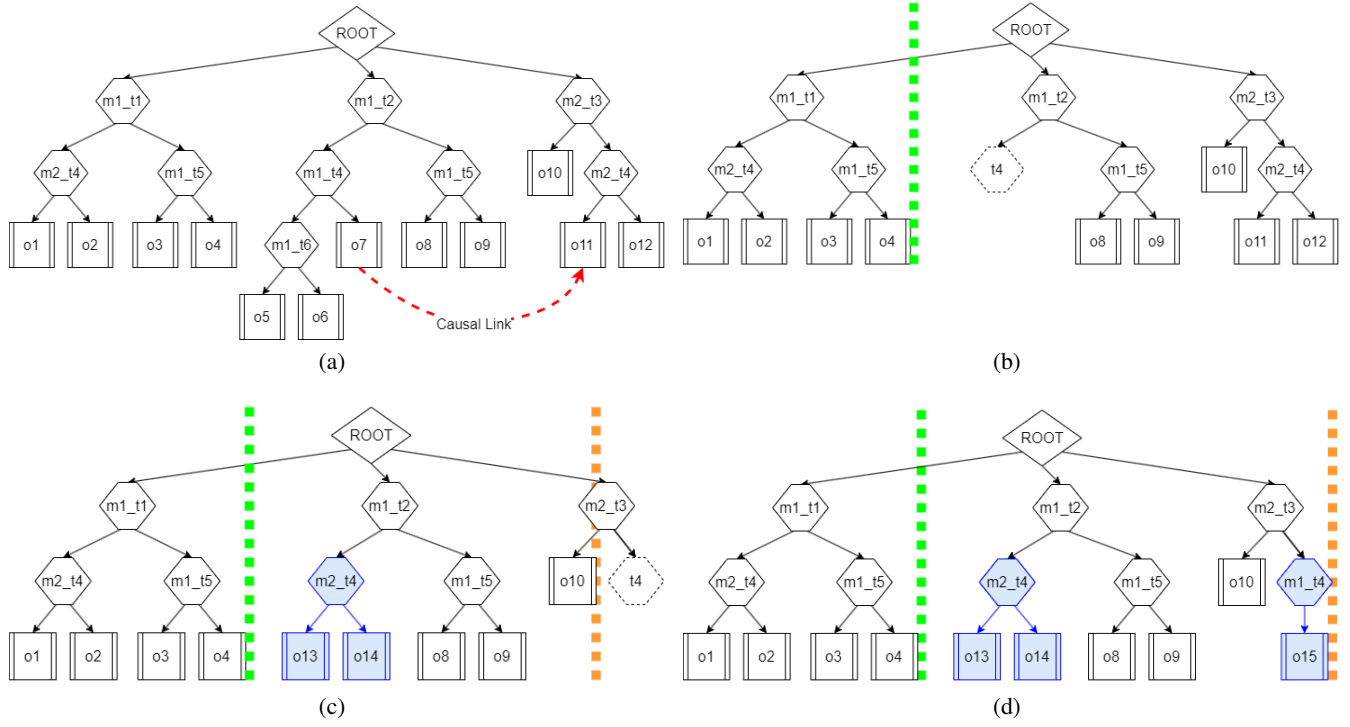 ROOT
m1_t1 m1_t2 m2_t3
m2_t4 m1_t5 m1_t4 m1_t5 o10 m2_t4
o1 o2 o3 o4 m1_t6 o7 o8 o9 o11 o12
o5 o6
Causal Link
(a)
ROOT
m1_t1 m1_t2 m2_t3
m2_t4 m1_t5 t4 m1_t5 o10 m2_t4
o1 o2 o3 o4 o8 o9 o11 o12
(b)
ROOT
m1_t1 m1_t2 m2_t3
m2_t4 m1_t5 m2_t4 m1_t5 o10 t4
o1 o2 o3 o4 o13 o14 o8 o9
(c)
ROOT
m1_t1 m1_t2 m2_t3
m2_t4 m1_t5 m2_t4 m1_t5 o10 m1_t4
o1 o2 o3 o4 o13 o14 o8 o9 o15
(d)